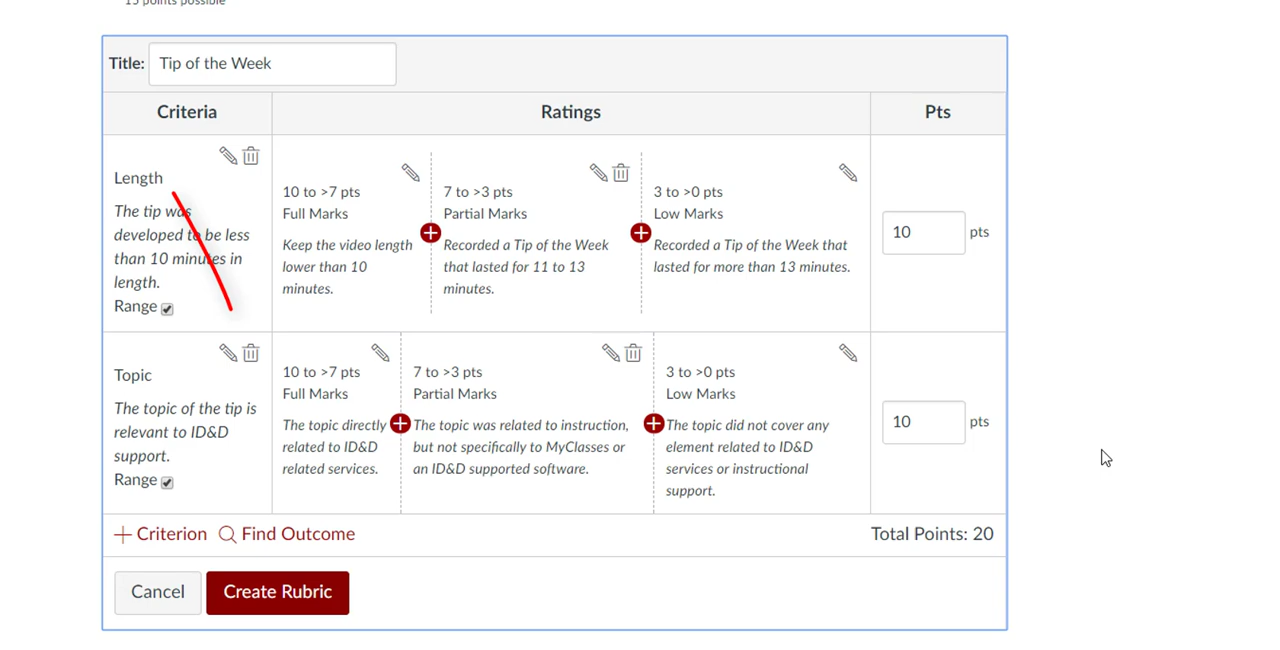 15 points possible
Title: Tip of the Week
Criteria Ratings Pts
Length
The tip was
developed to be less
than 10 minutes in
length.
Range
10 to >7 pts
Full Marks
Keep the video length
lower than 10
minutes.
7 to >3 pts
Partial Marks
Recorded a Tip of the Week
that lasted for 11 to 13
minutes.
3 to >0 pts
Low Marks
Recorded a Tip of the Week that
lasted for more than 13 minutes.
10 pts
Topic
The topic of the tip is
relevant to ID&D
support.
Range
10 to >7 pts
Full Marks
The topic directly
related to ID&D
related services.
7 to >3 pts
Partial Marks
The topic was related to instruction,
but not specifically to MyClasses or
an ID&D supported software.
3 to >0 pts
Low Marks
The topic did not cover any
element related to ID&D
services or instructional
support.
10 pts
Criterion Find Outcome Total Points: 20
Cancel Create Rubric